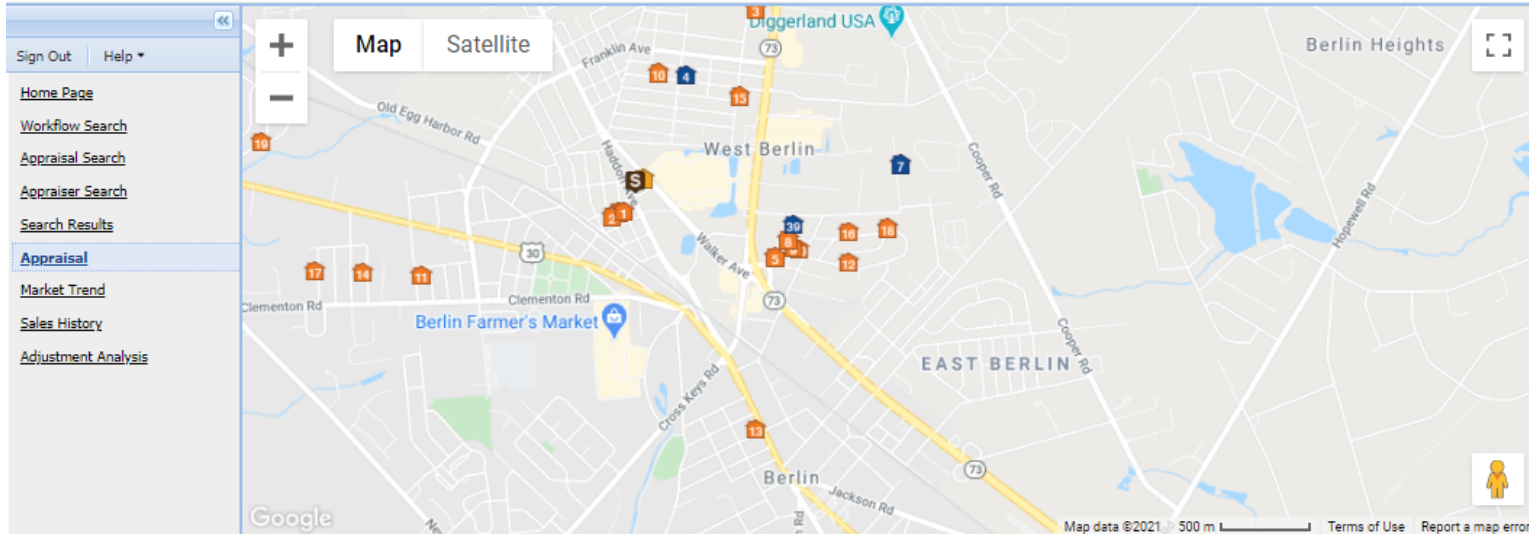 «
Sign Out
Help
Home Page
Workflow Search
Appraisal Search
Appraiser Search
Search Results
Appraisal
Market Trend
Sales History
Adjustment Analysis
+
−
Map
Satellite
3
Diggerland USA
73
Berlin Heights
Franklin Ave
10
4
15
Old Egg Harbor Rd
19
Haddon Ave
West Berlin
7
Cooper Rd
S
2
1
39
8
5
16
18
12
Hopewell Rd
Walker Ave
30
17
14
11
Clementon Rd
Clementon Rd
73
Berlin Farmer's Market
Cooper Rd
EAST BERLIN
Cross Keys Rd
13
Berlin
73
Jackson Rd
Rd
Google
Map data ©2021
500 m
Terms of Use
Report a map error